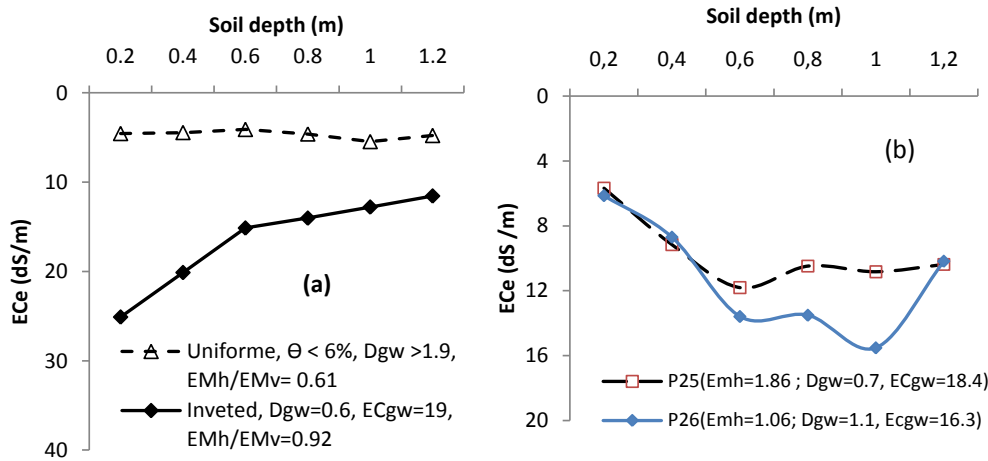 Soil depth (m)
0.2 0.4 0.6 0.8 1 1.2
0
10
20
30
40
ECe (dS/m)
(a)
Uniforme, Ɵ < 6%, Dgw >1.9,
EMh/EMv= 0.61
Inveted, Dgw=0.6, ECgw=19,
EMh/EMv=0.92
Soil depth (m)
0,2 0,4 0,6 0,8 1 1,2
0
4
8
12
16
20
ECe (dS/m)
(b)
P25(Emh=1.86 ; Dgw=0.7, ECgw=18.4)
P26(Emh=1.06; Dgw=1.1, Ecgw=16.3)